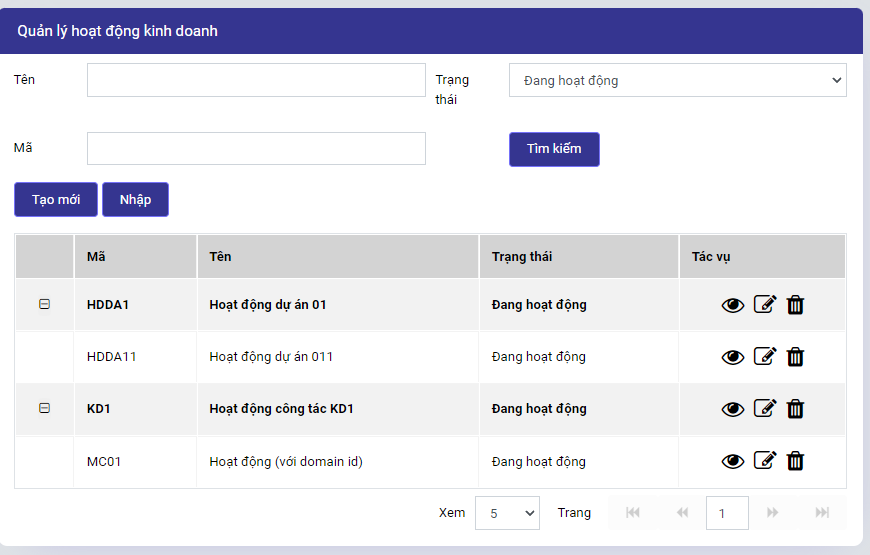 Quản lý hoạt động kinh doanh
Tên
Trạng thái
Đang hoạt động
Mã
Tìm kiếm
Tạo mới Nhập
Mã Tên Trạng thái Tác vụ
HDDA1 Hoạt động dự án 01 Đang hoạt động
HDDA11 Hoạt động dự án 011 Đang hoạt động
KD1 Hoạt động công tác KD1 Đang hoạt động
MC01 Hoạt động (với domain id) Đang hoạt động
Xem 5 Trang 1